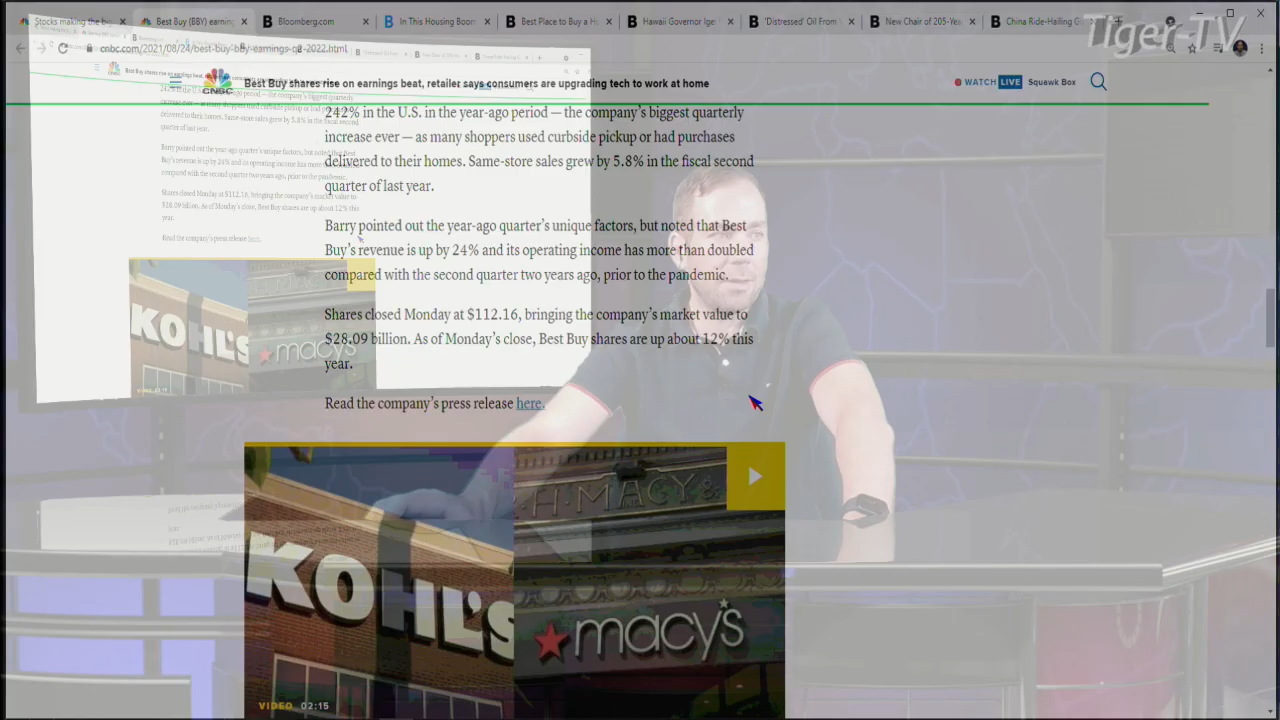 Stocks making the b
Best Buy (BBY) earnin
Bloomberg.com
In This Housing Boom
Best Place to Buy a H
Hawaii Governor Ige
'Distressed' Oil From
New Chair of 205-Yea
China Ride-Hailing G
Tiger-TV
cnbc.com/2021/08/24/best-buy-bby-earnings-q2-2022.html
CNBC
Best Buy shares rise on earnings beat, retailer says consumers are upgrading tech to work at home
WATCH LIVE Squawk Box
242% in the U.S. in the year-ago period — the company's biggest quarterly
increase ever — as many shoppers used curbside pickup or had purchases
delivered to their homes. Same-store sales grew by 5.8% in the fiscal second
quarter of last year.
Barry pointed out the year-ago quarter's unique factors, but noted that Best
Buy's revenue is up by 24% and its operating income has more than doubled
compared with the second quarter two years ago, prior to the pandemic.
Shares closed Monday at $112.16, bringing the company's market value to
$28.09 billion. As of Monday's close, Best Buy shares are up about 12% this
year.
Read the company's press release here.
KOHL'S
H·MACY &
macy's
VIDEO 02:15